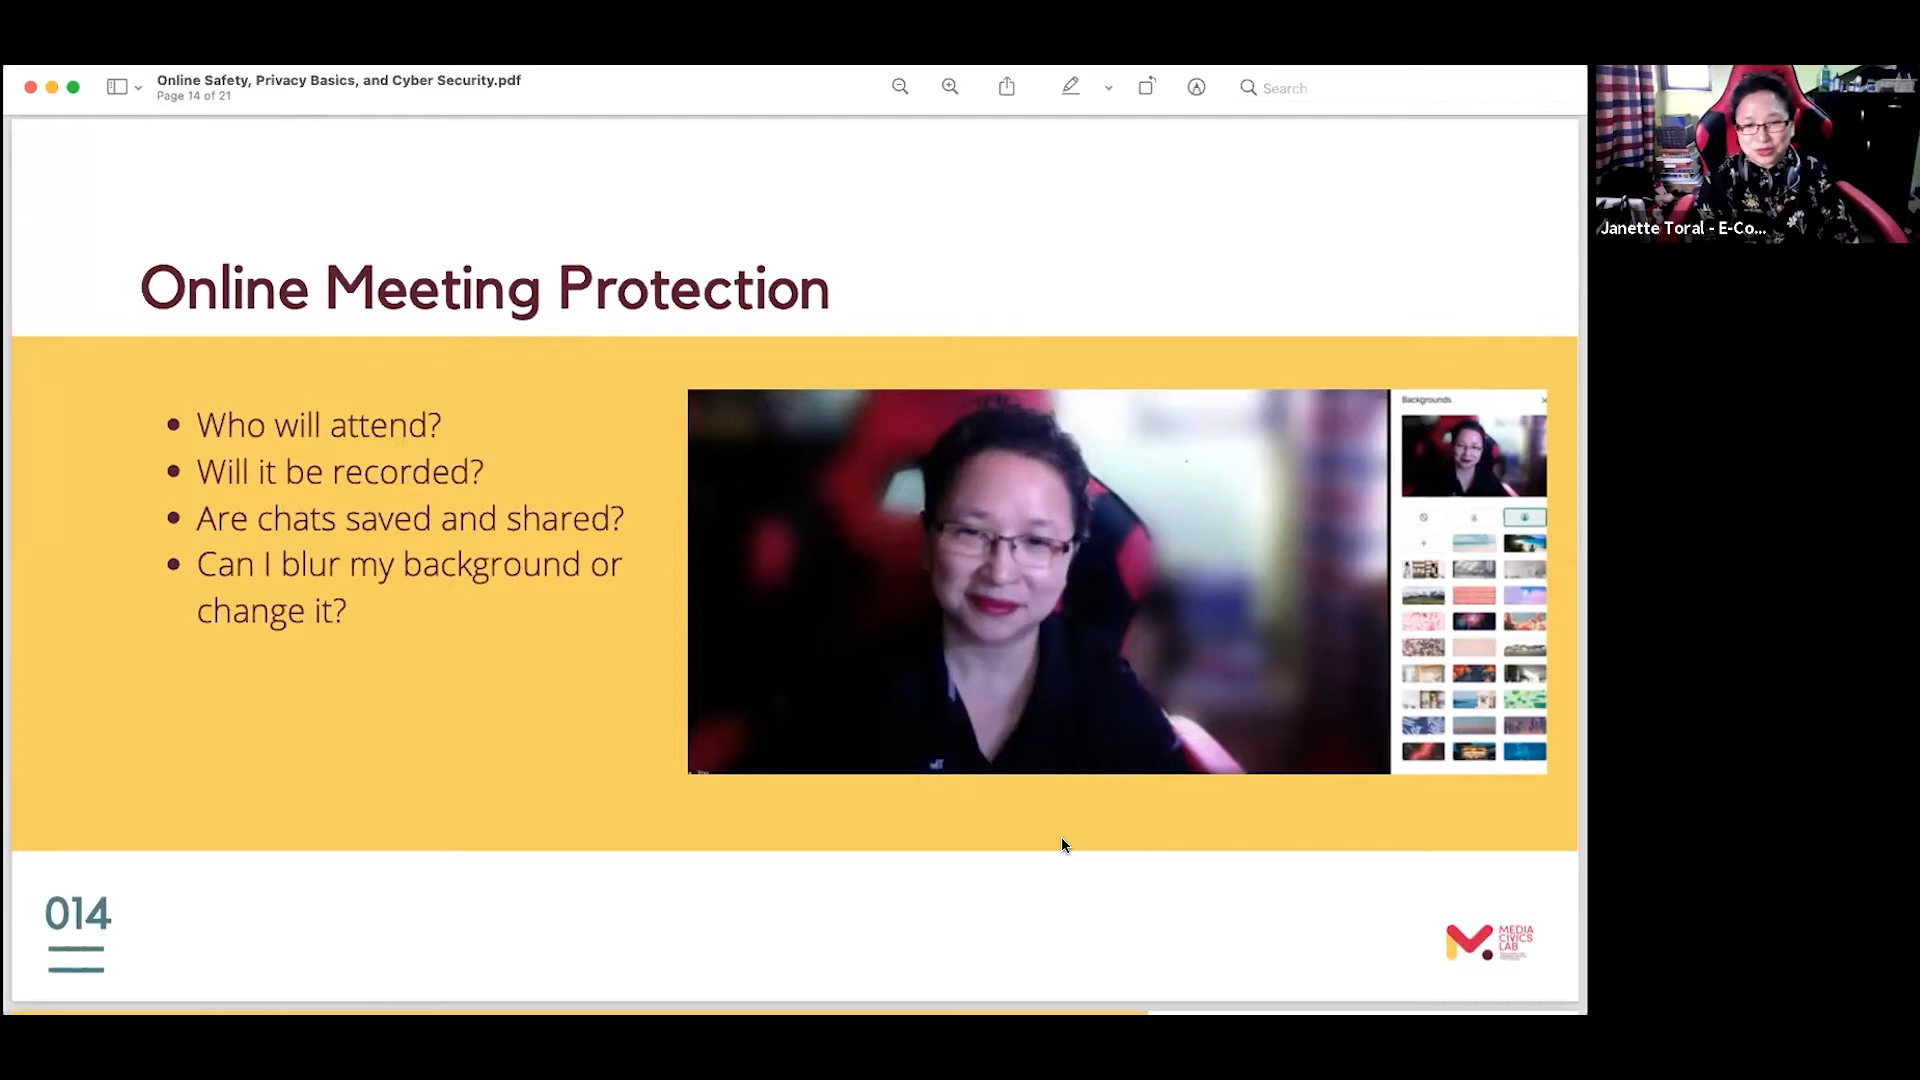 Online Safety, Privacy Basics, and Cyber Security.pdf
Page 14 of 21
Search
Janette Toral - E-Co...
Online Meeting Protection
• Who will attend?
• Will it be recorded?
• Are chats saved and shared?
• Can I blur my background or
change it?
Backgrounds
014
MEDIA
CIVICS
LAB